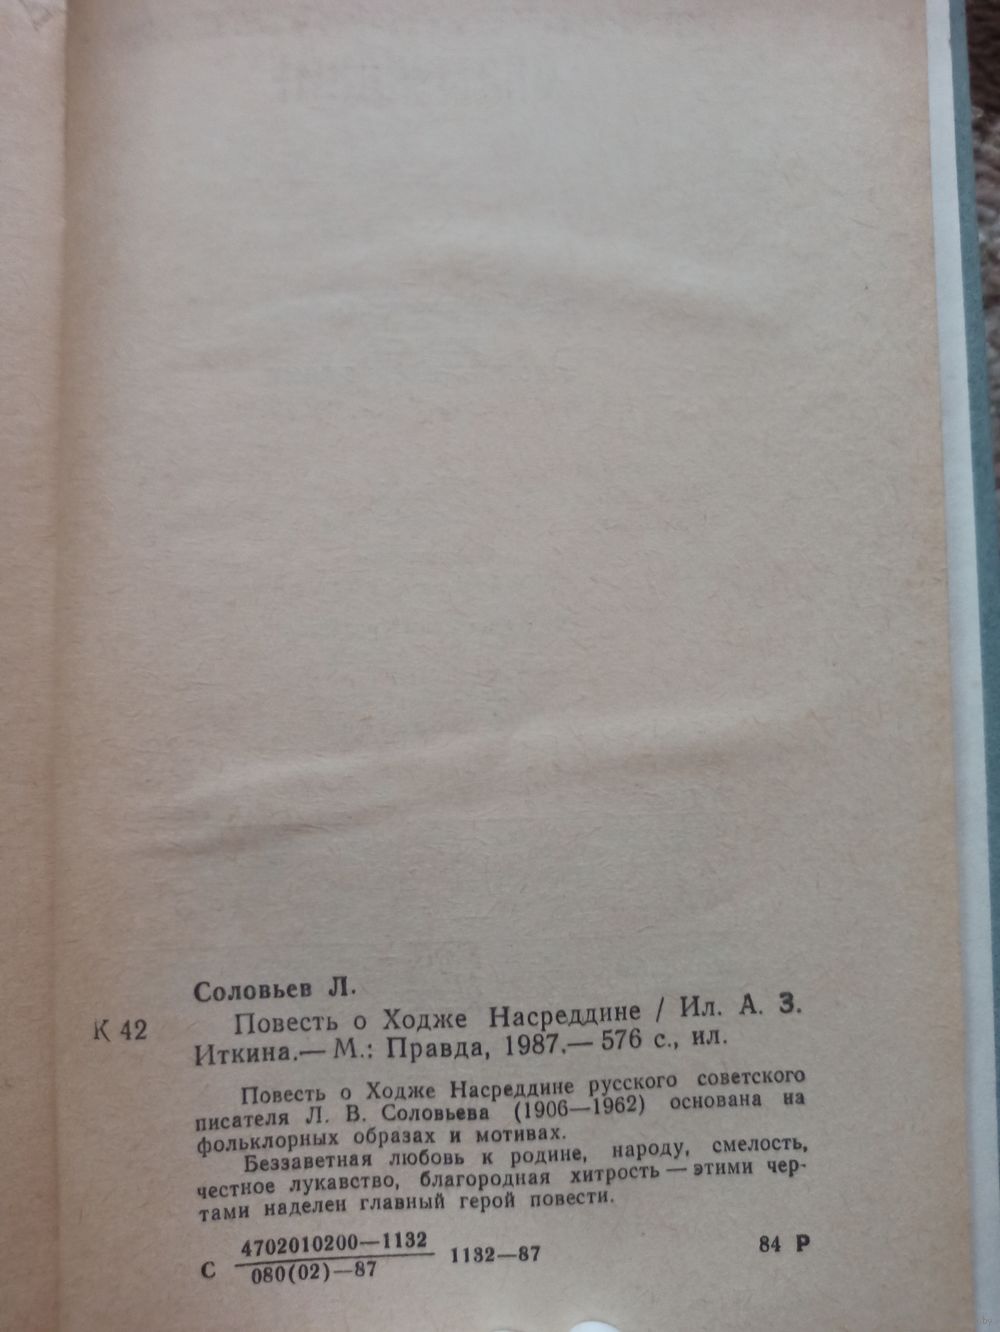 Соловьев Л.
К 42 Повесть о Ходже Насреддине / Ил. А. З.
Иткина.— М.: Правда, 1987.— 576 с., ил.
Повесть о Ходже Насреддине русского советского
писателя Л. В. Соловьева (1906—1962) основана на
фольклорных образах и мотивах.
Беззаветная любовь к родине, народу, смелость,
честное лукавство, благородная хитрость — этими чер-
тами наделен главный герой повести.
4702010200—1132
С 1132—87 84 Р
080(02)—87